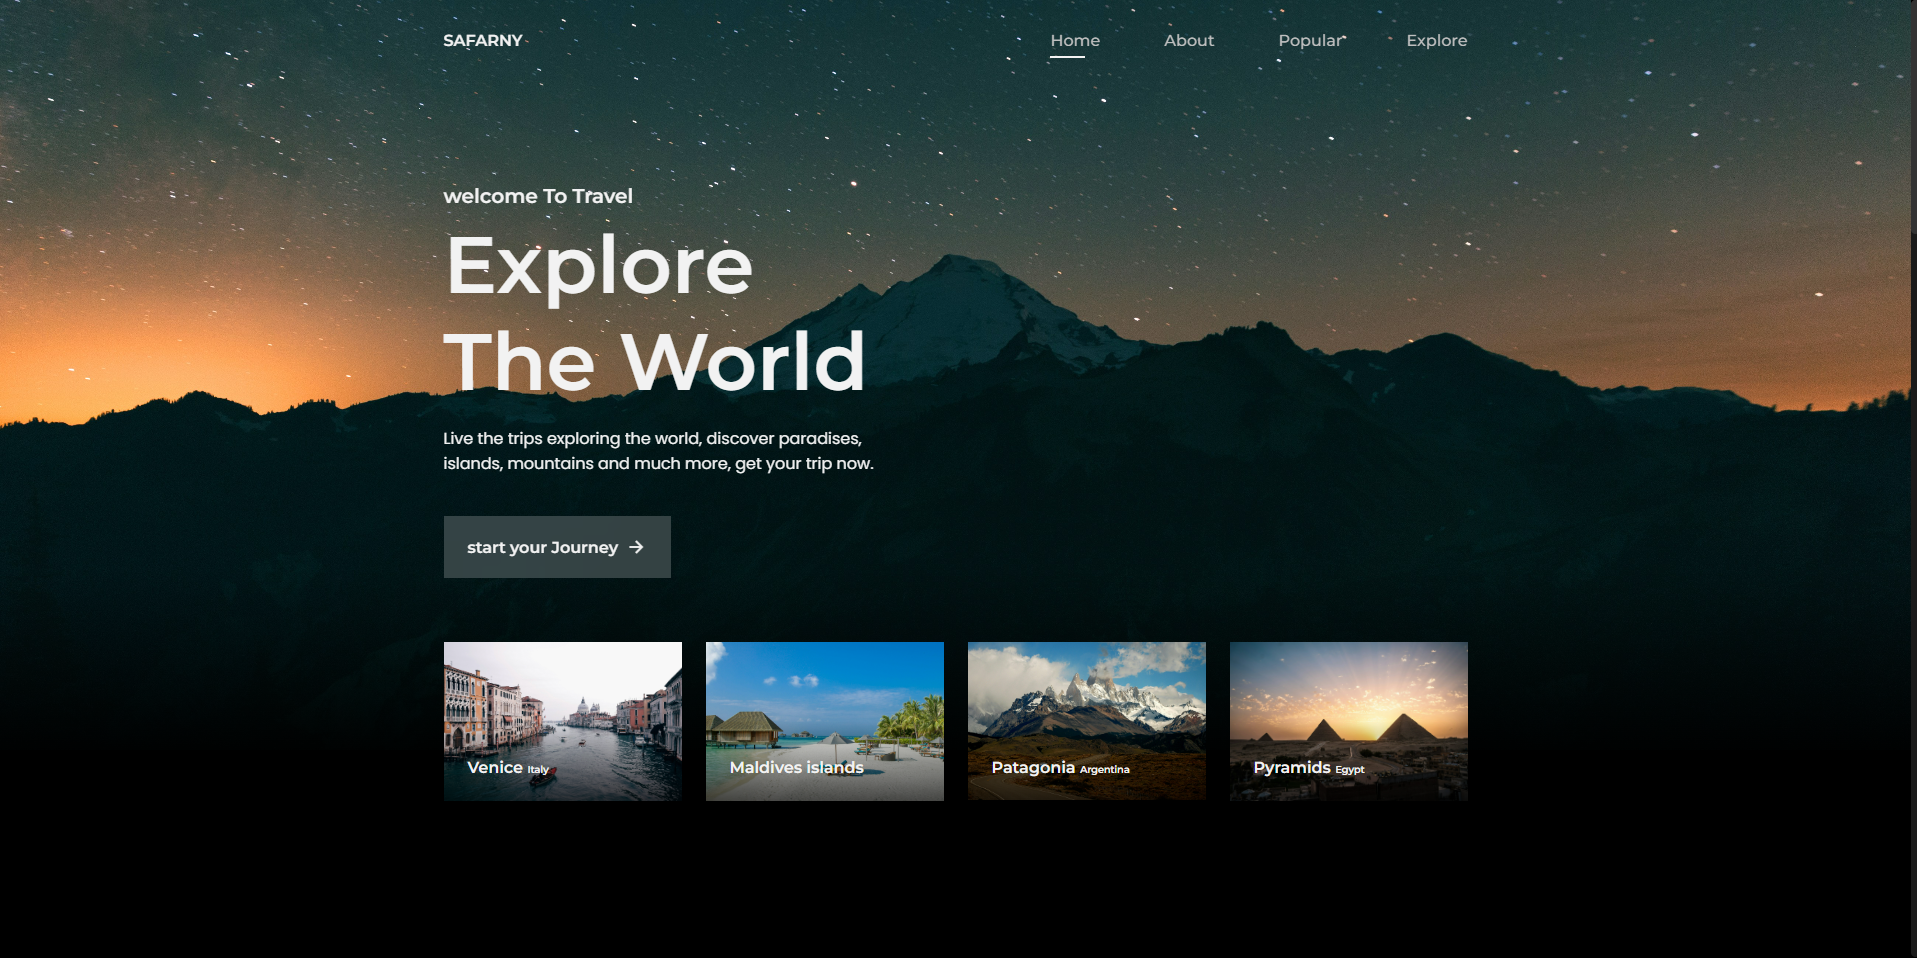 SAFARNY
Home
About
Popular
Explore
welcome To Travel
Explore
The World
Live the trips exploring the world, discover paradises,
islands, mountains and much more, get your trip now.
start your Journey →
Venice Italy
Maldives islands
Patagonia Argentina
Pyramids Egypt